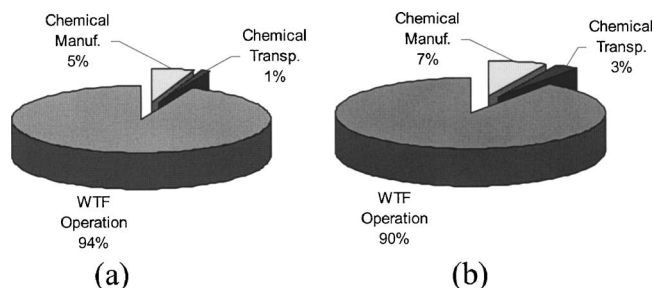 Chemical
Manuf.
5%
Chemical
Transp.
1%
WTF
Operation
94%
(a)
Chemical
Manuf.
7%
Chemical
Transp.
3%
WTF
Operation
90%
(b)